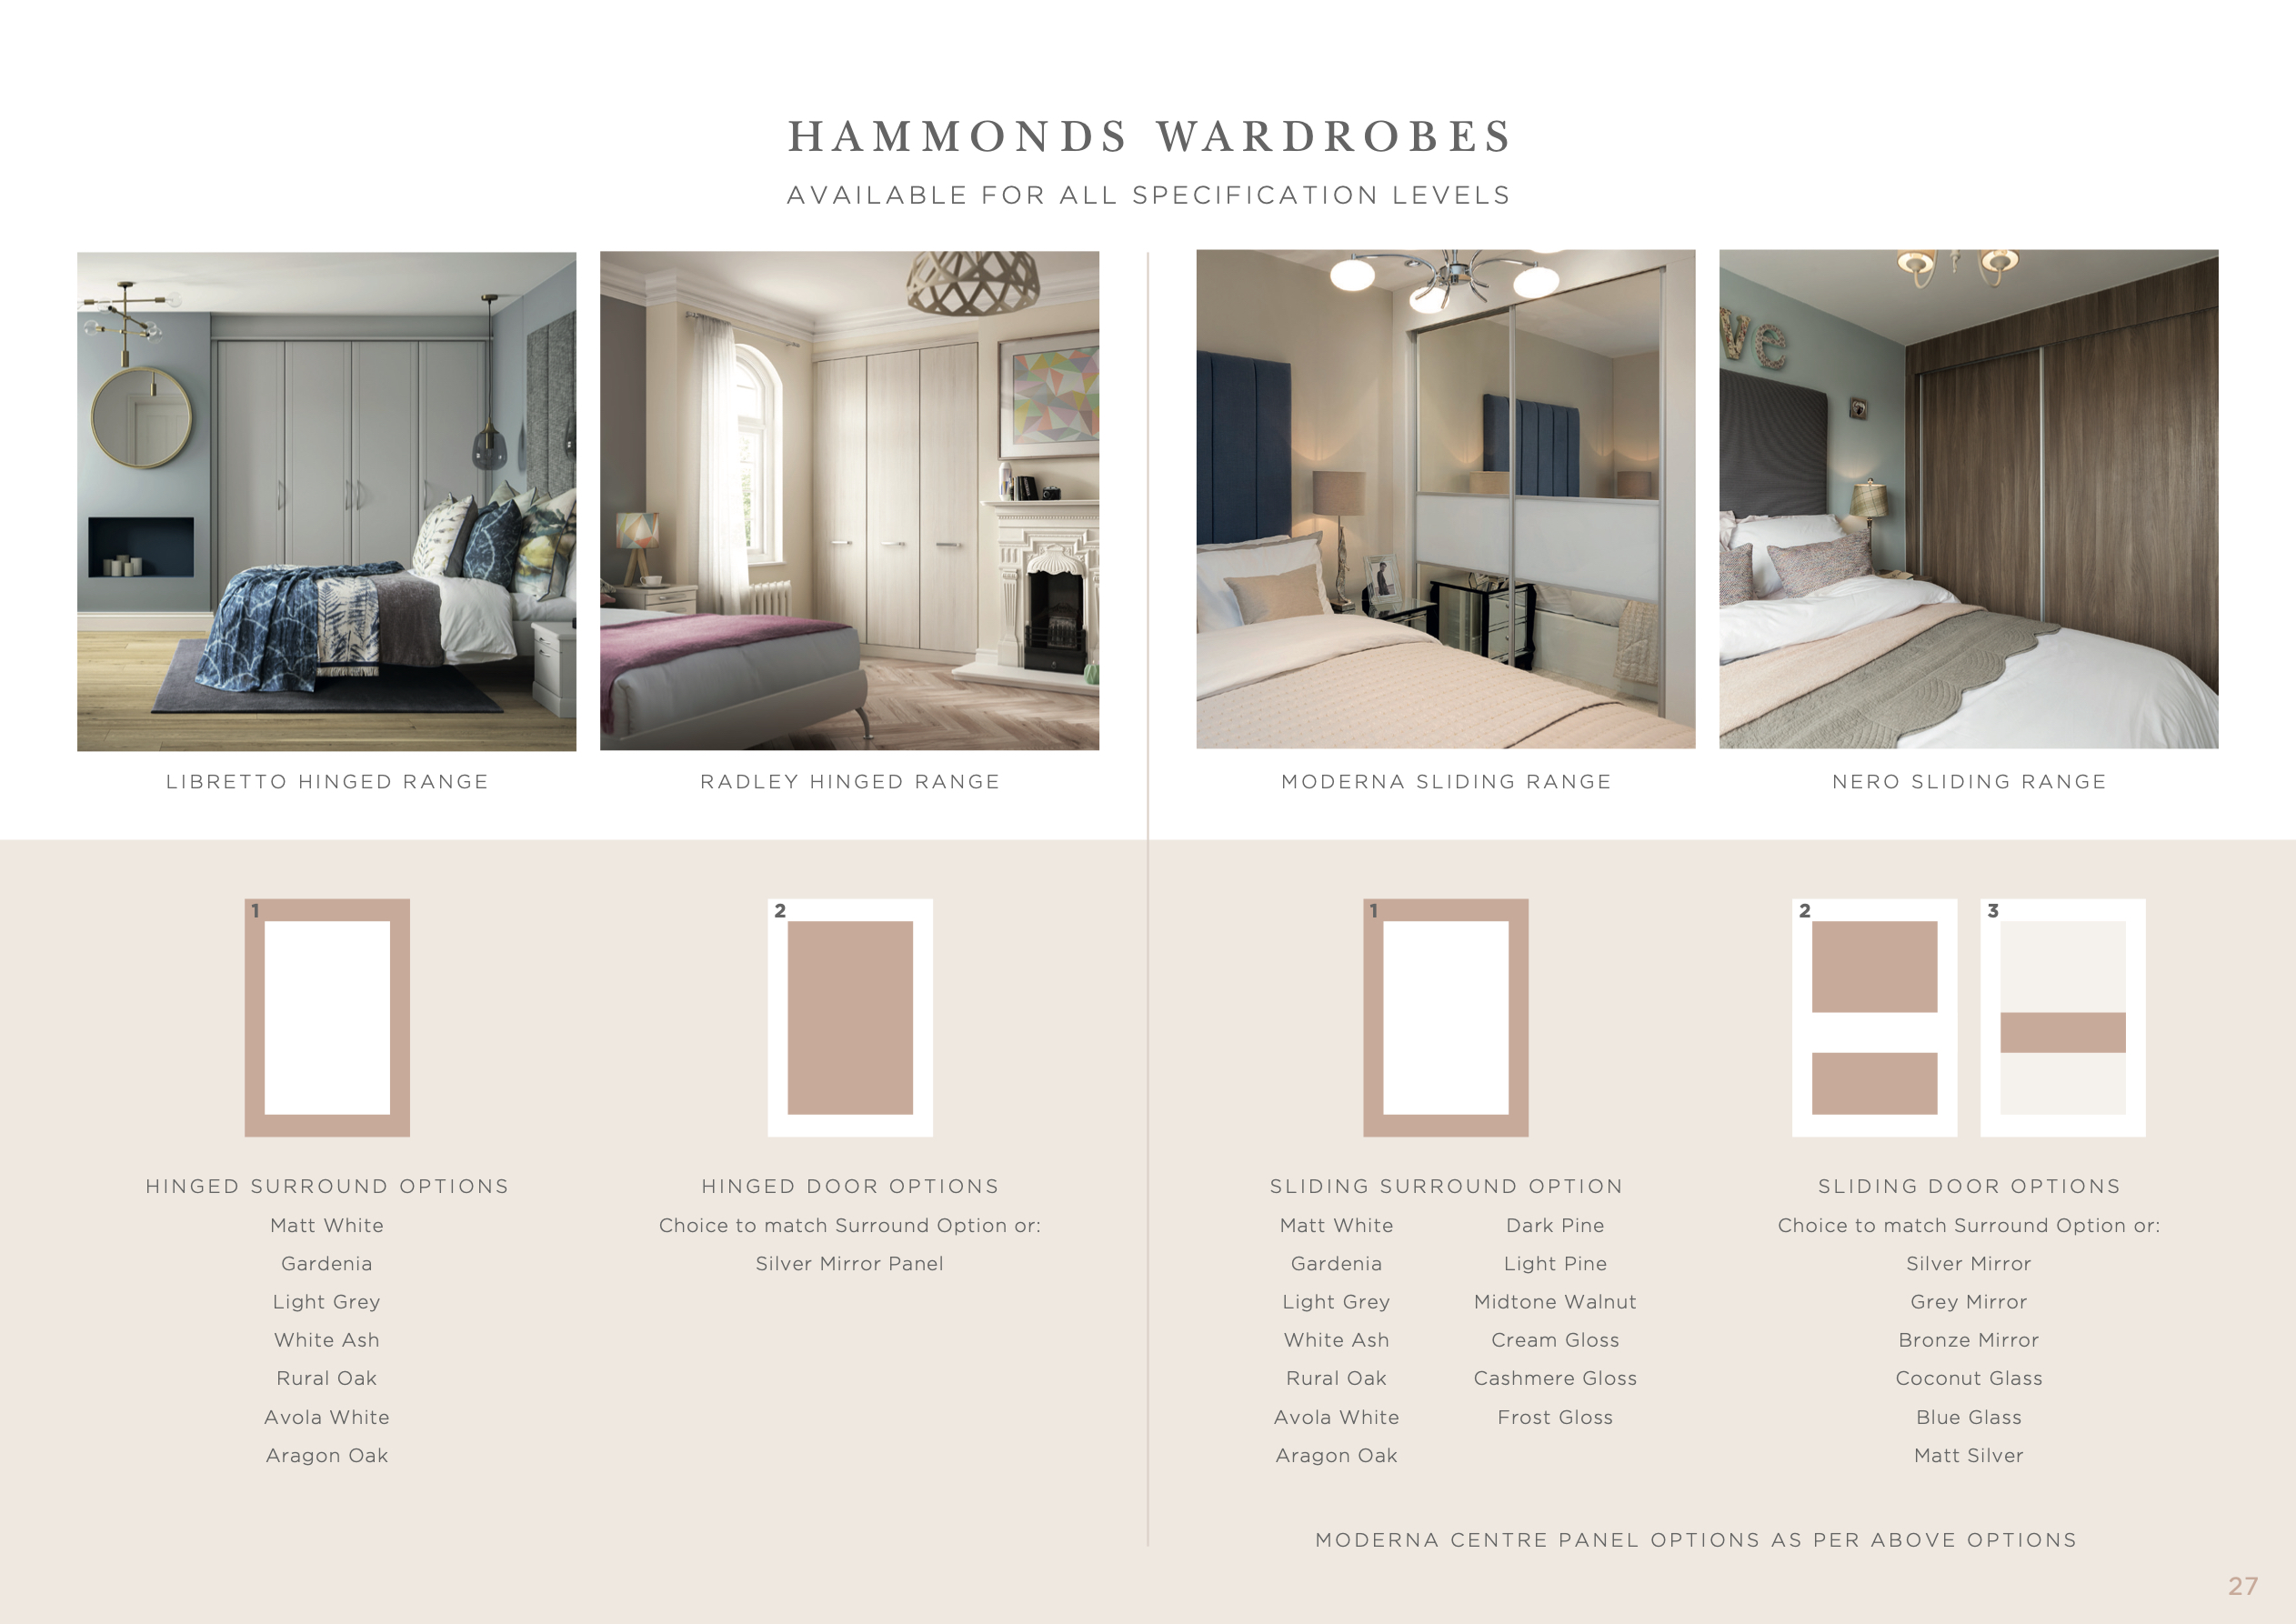 HAMMONDS WARDROBES
AVAILABLE FOR ALL SPECIFICATION LEVELS
ve
LIBRETTO HINGED RANGE
RADLEY HINGED RANGE
MODERNA SLIDING RANGE
NERO SLIDING RANGE
1
2
1
2
3
HINGED SURROUND OPTIONS
Matt White
Gardenia
Light Grey
White Ash
Rural Oak
Avola White
Aragon Oak
HINGED DOOR OPTIONS
Choice to match Surround Option or:
Silver Mirror Panel
SLIDING SURROUND OPTION
Matt White
Gardenia
Light Grey
White Ash
Rural Oak
Avola White
Aragon Oak
Dark Pine
Light Pine
Midtone Walnut
Cream Gloss
Cashmere Gloss
Frost Gloss
SLIDING DOOR OPTIONS
Choice to match Surround Option or:
Silver Mirror
Grey Mirror
Bronze Mirror
Coconut Glass
Blue Glass
Matt Silver
MODERNA CENTRE PANEL OPTIONS AS PER ABOVE OPTIONS
27